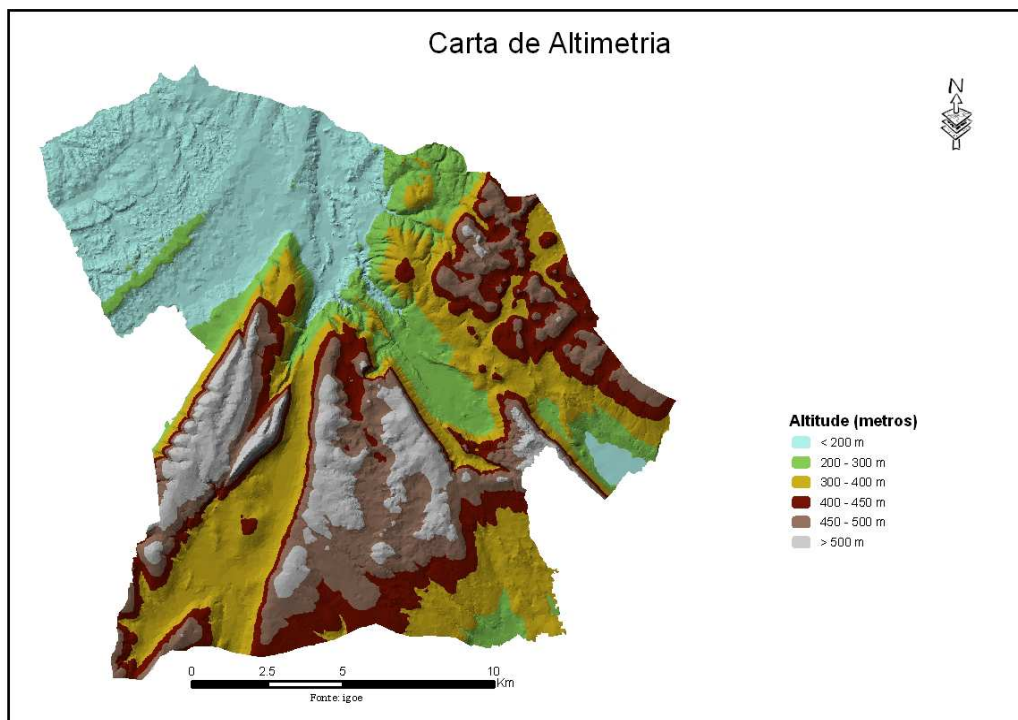 Carta de Altimetria
N
Altitude (metros)
< 200 m
200 - 300 m
300 - 400 m
400 - 450 m
450 - 500 m
> 500 m
0 2.5 5 10
Km
Fonte: igoe